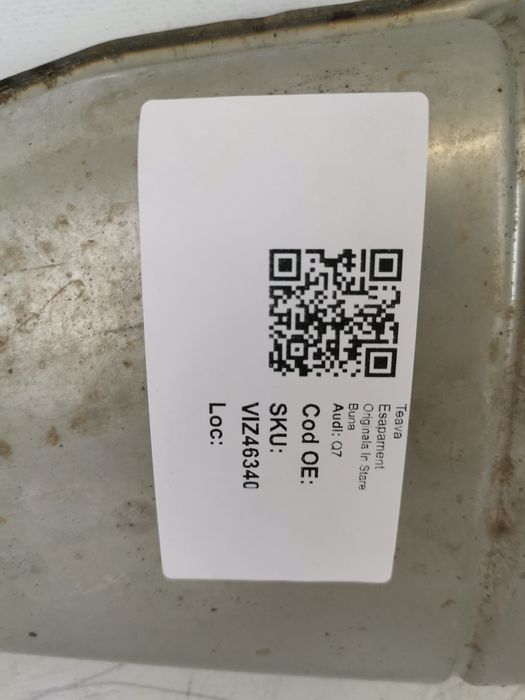 Teava
Esapament
Originala In Stare
Buna
Audi: Q7
Cod OE:
SKU:
VIZ46340
Loc: